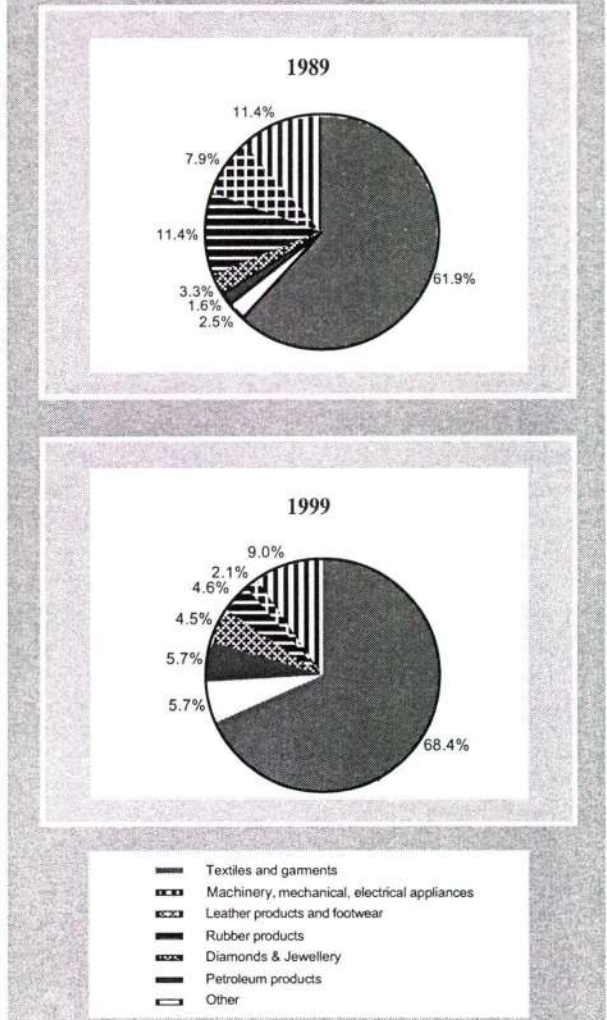 1989
11.4%
7.9%
11.4%
3.3%
1.6%
2.5%
61.9%
1999
9.0%
2.1%
4.6%
4.5%
5.7%
5.7%
68.4%
Textiles and garments
Machinery, mechanical, electrical appliances
Leather products and footwear
Rubber products
Diamonds & Jewellery
Petroleum products
Other